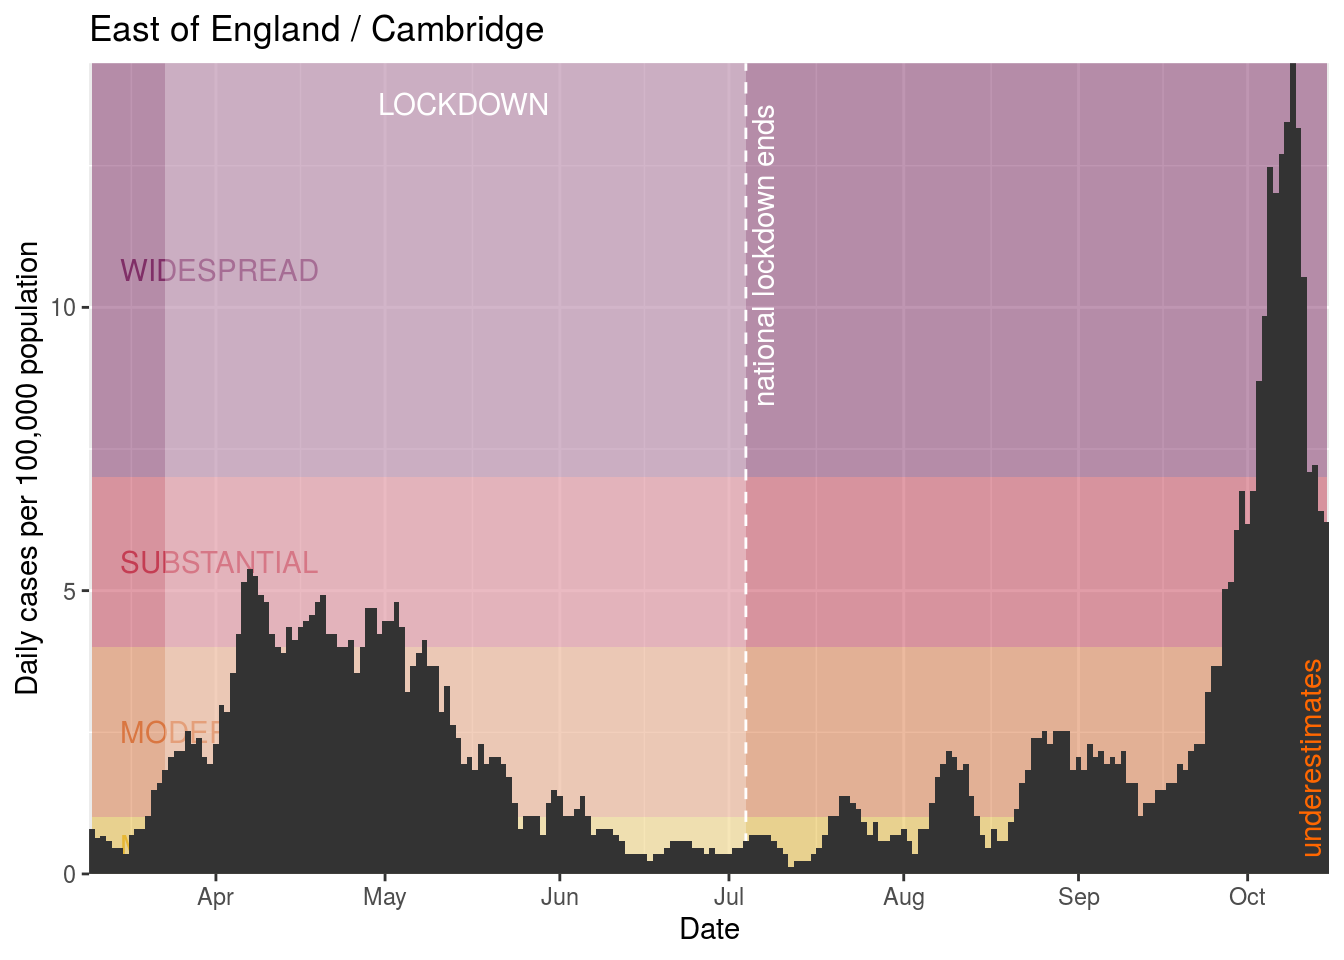 East of England / Cambridge
LOCKDOWN
national lockdown ends
WIDESPREAD
SUBSTANTIAL
underestimates
Daily cases per 100,000 population
10
5
0
Apr
May
Jun
Jul
Aug
Sep
Oct
Date